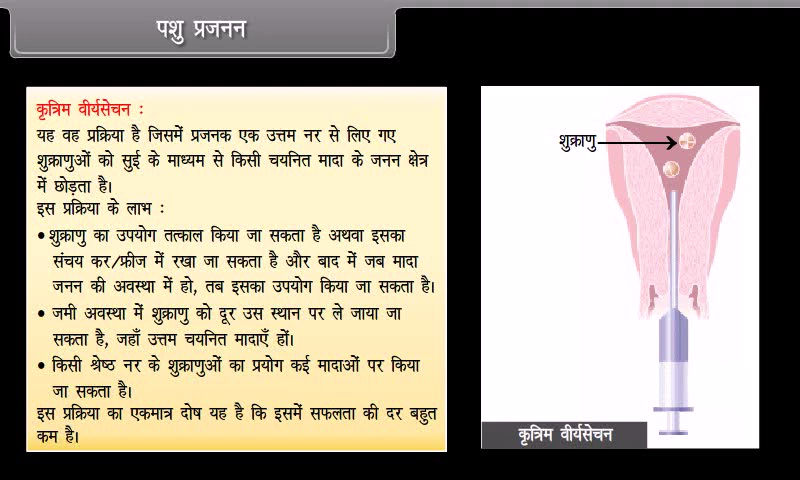 पशु प्रजनन
कृत्रिम वीर्यसेचन :
यह वह प्रक्रिया है जिसमें प्रजनक एक उत्तम नर से लिए गए
शुक्राणुओं को सुई के माध्यम से किसी चयनित मादा के जनन क्षेत्र
में छोड़ता है।
इस प्रक्रिया के लाभ :
• शुक्राणु का उपयोग तत्काल किया जा सकता है अथवा इसका
संचय कर/फ्रीज में रखा जा सकता है और बाद में जब मादा
जनन की अवस्था में हो, तब इसका उपयोग किया जा सकता है।
• जमी अवस्था में शुक्राणु को दूर उस स्थान पर ले जाया जा
सकता है, जहाँ उत्तम चयनित मादाएँ हों।
• किसी श्रेष्ठ नर के शुक्राणुओं का प्रयोग कई मादाओं पर किया
जा सकता है।
इस प्रक्रिया का एकमात्र दोष यह है कि इसमें सफलता की दर बहुत
कम है।
शुक्राणु
कृत्रिम वीर्यसेचन